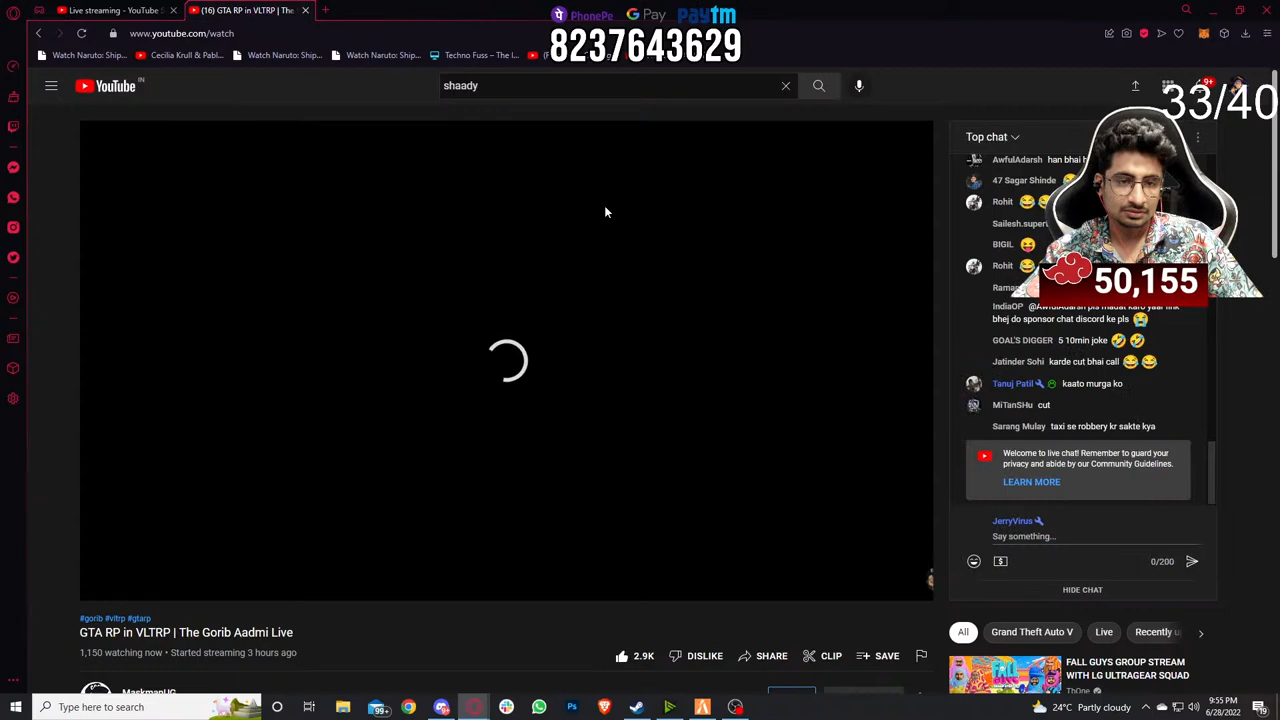 Live streaming - YouTube S
(16) GTA RP in VLTRP | The
PhonePe G Pay paytm
8237643629
www.youtube.com/watch
Watch Naruto: Ship...
Cecilia Krull & Pabl...
Watch Naruto: Ship...
Watch Naruto: Ship...
Techno Fuss – The l...
YouTube IN
shaady
9+
33/40
Top chat
AwfulAdarsh han bhai
47 Sagar Shinde
Rohit 😂
Sailesh.super
BIGIL 😝
Rohit
Rama
50,155
IndiaOP @AwfulAdarsh pls madat karo yaar link
bhej do sponsor chat discord ke pls 😭
GOAL'S DIGGER 5 10min joke 🤣 🤣
Jatinder Sohi karde cut bhai call 😂 😂
Tanuj Patil kaato murga ko
MiTanSHu cut
Sarang Mulay taxi se robbery kr sakte kya
Welcome to live chat! Remember to guard your
privacy and abide by our Community Guidelines.
LEARN MORE
JerryVirus
Say something...
0/200
HIDE CHAT
#gorib #vltrp #gtarp
GTA RP in VLTRP | The Gorib Aadmi Live
1,150 watching now • Started streaming 3 hours ago
2.9K DISLIKE SHARE CLIP SAVE
MaskmanUG
All Grand Theft Auto V Live Recently u
FALL GUYS GROUP STREAM
WITH LG ULTRAGEAR SQUAD
TbOne
Type here to search
99+
24°C Partly cloudy
9:55 PM
6/28/2022